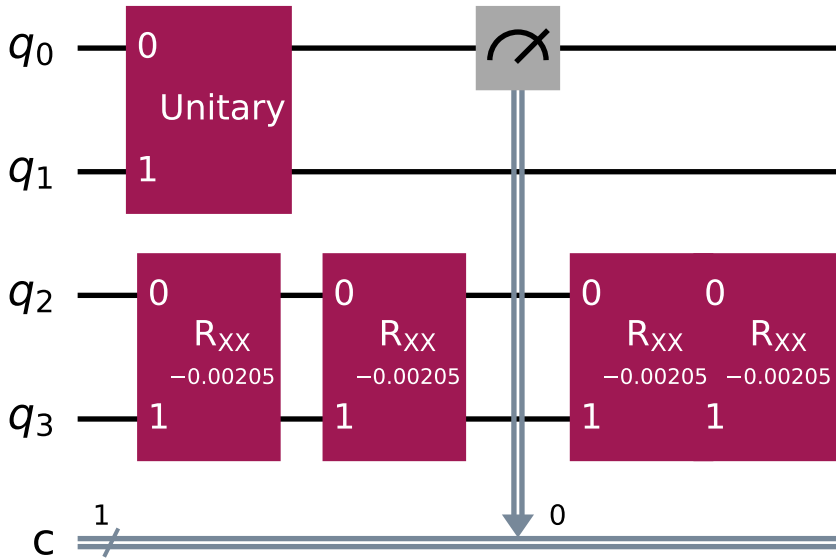 q0
0
Unitary
q1
1
q2
0 0 0 0
RXX RXX RXX RXX
−0.00205 −0.00205 −0.00205 −0.00205
q3
1 1 1 1
1 0
c